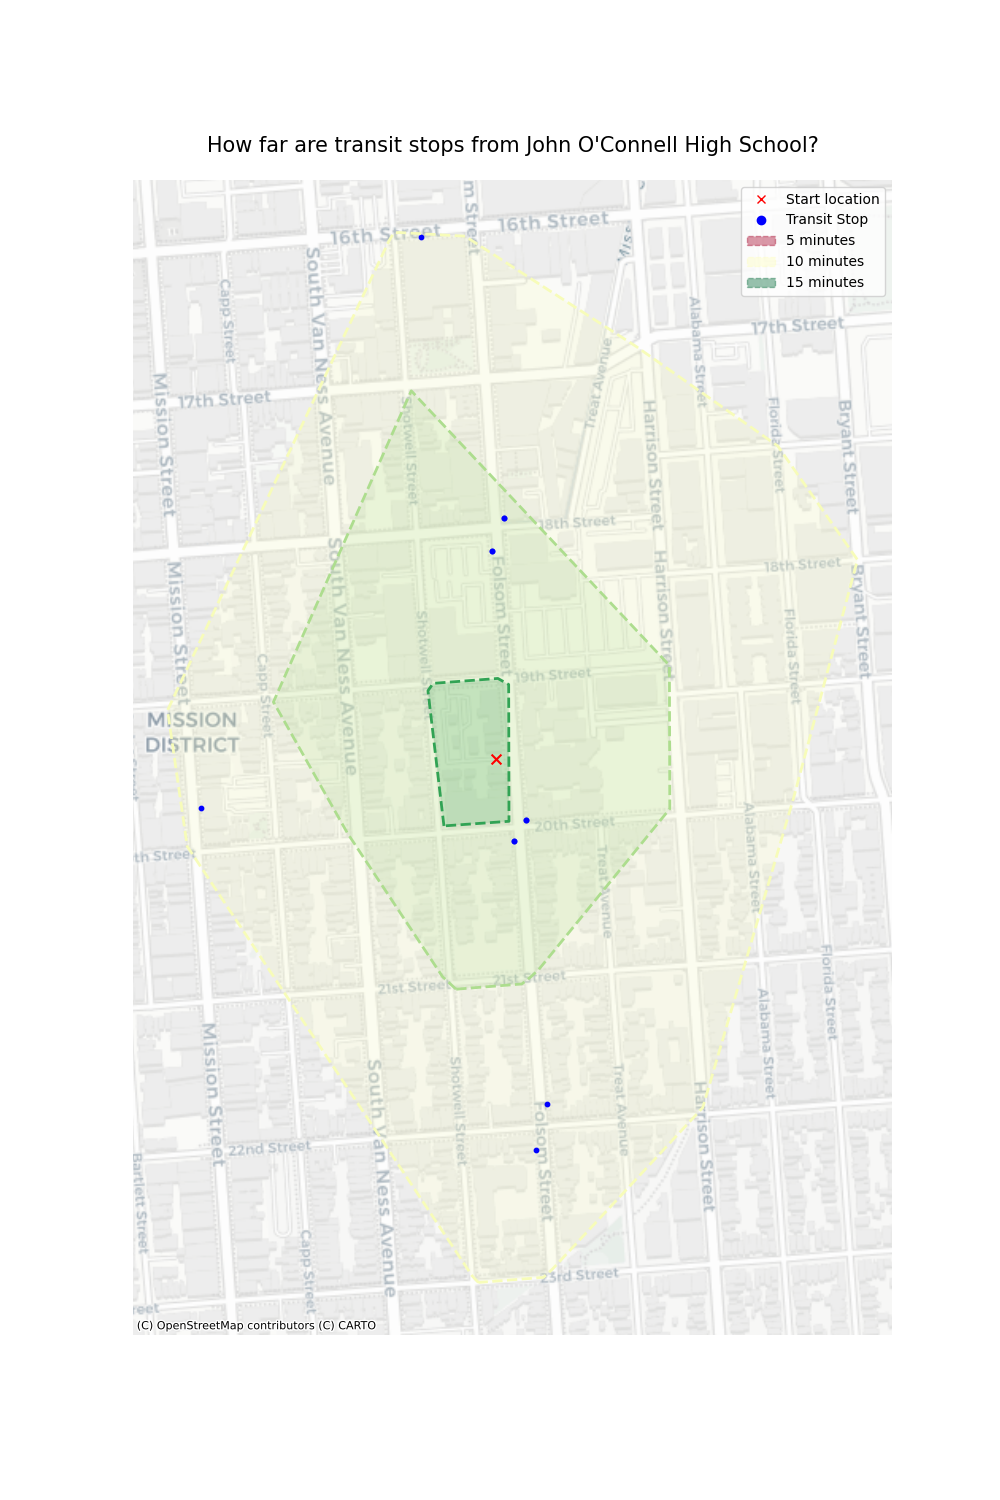 How far are transit stops from John O'Connell High School?
Start location
Transit Stop
5 minutes
10 minutes
15 minutes
16th Street
16th Street
South Van Ness Avenue
Capp Street
Alabama Street
17th Street
17th Street
Mission Street
Shotwell Street
Treat Avenue
Harrison Street
Florida Street
Bryant Street
18th Street
18th Street
Mission Street
South Van Ness Avenue
Folsom Street
Harrison Street
Bryant Street
Shotwell
Florida Street
Capp Street
19th Street
MISSION
DISTRICT
20th Street
th Street
Treat Avenue
Alabama Street
21st Street
21st Street
Florida Street
Alabama Street
Mission Street
South Van Ness Avenue
Shotwell Street
Folsom Street
Treat Avenue
Harrison Street
22nd Street
Bartlett Street
Capp Street
23rd Street
reet
(C) OpenStreetMap contributors (C) CARTO